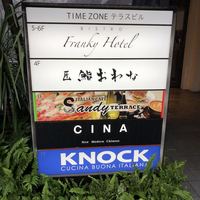 TIME ZONE テラスビル
BISTRO
5-6F
Franky Hotel
4F
匠 鮨 おわな
ITALIAN CAFE
Sandy TERRACE
CINA
New Modern Chinese
KNOCK
CUCINA BUONA ITALIANA